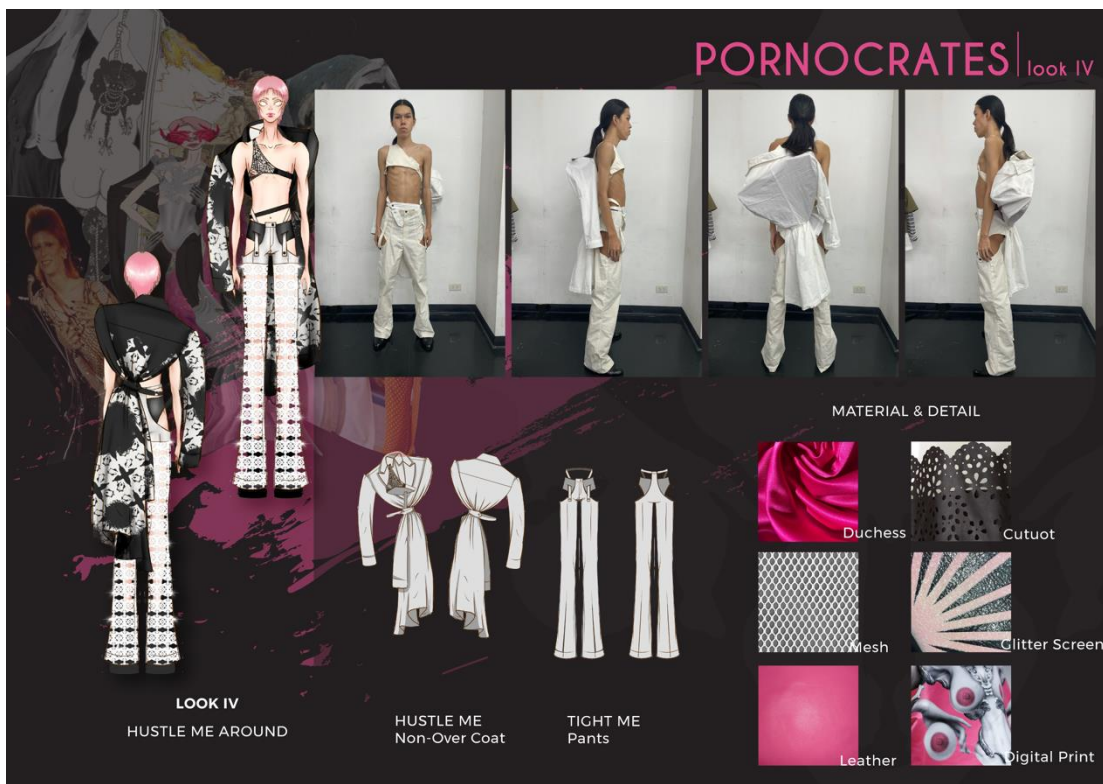 PORNOCRATES look IV
MATERIAL & DETAIL
Duchess
Cutuot
Mesh
Glitter Screen
Leather
Digital Print
LOOK IV
HUSTLE ME AROUND
HUSTLE ME
Non-Over Coat
TIGHT ME
Pants